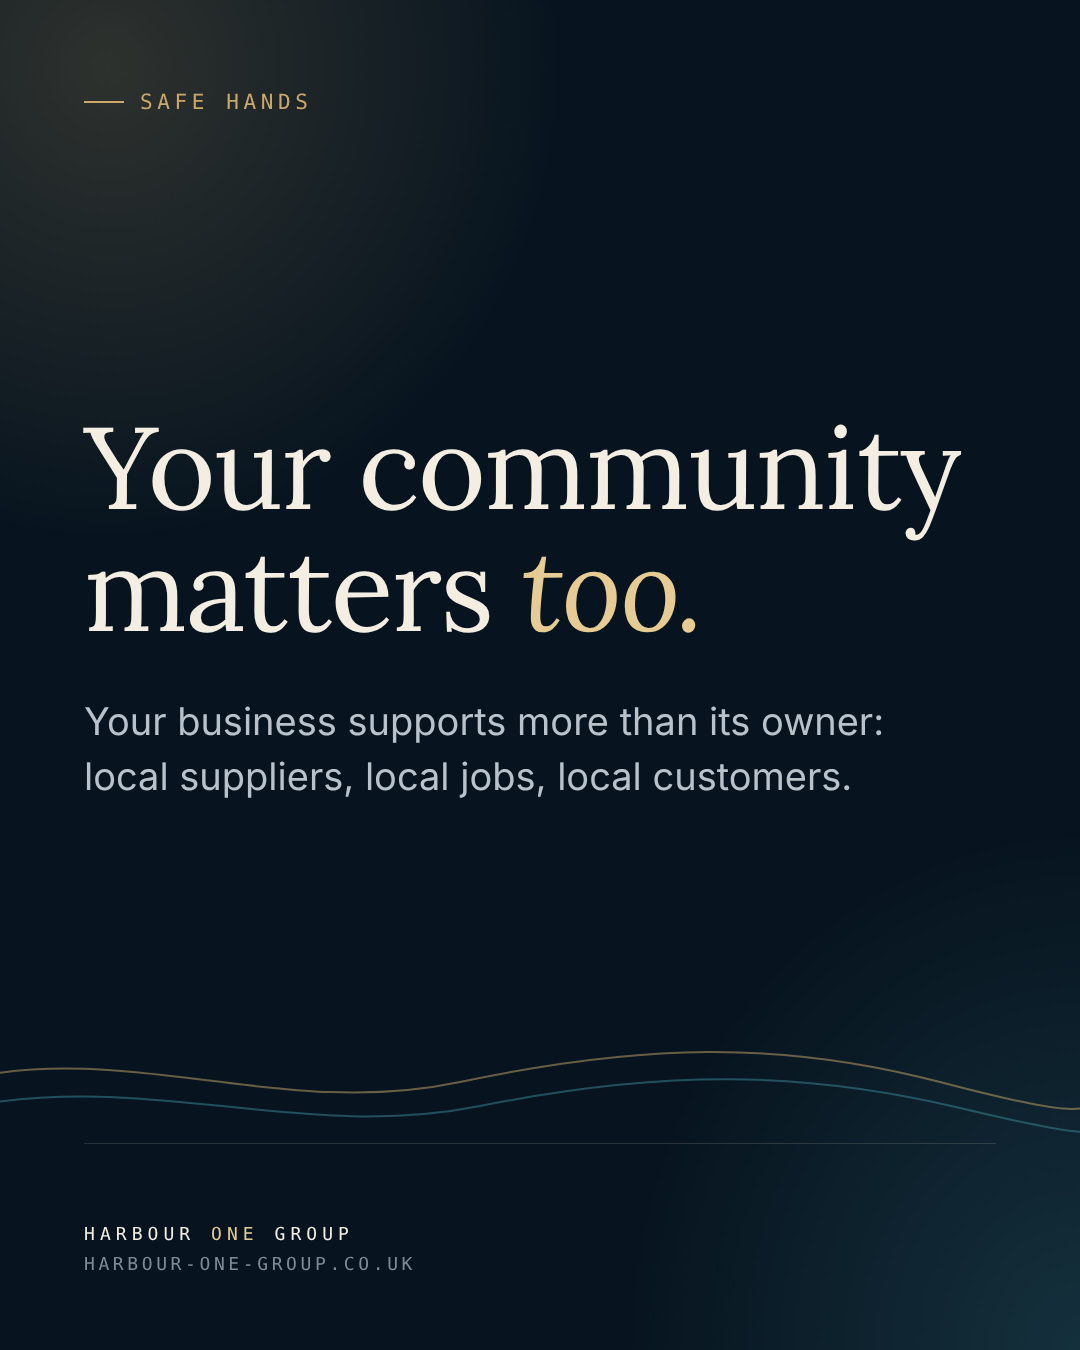 SAFE HANDS
Your community
matters too.
Your business supports more than its owner:
local suppliers, local jobs, local customers.
HARBOUR ONE GROUP
HARBOUR-ONE-GROUP.CO.UK